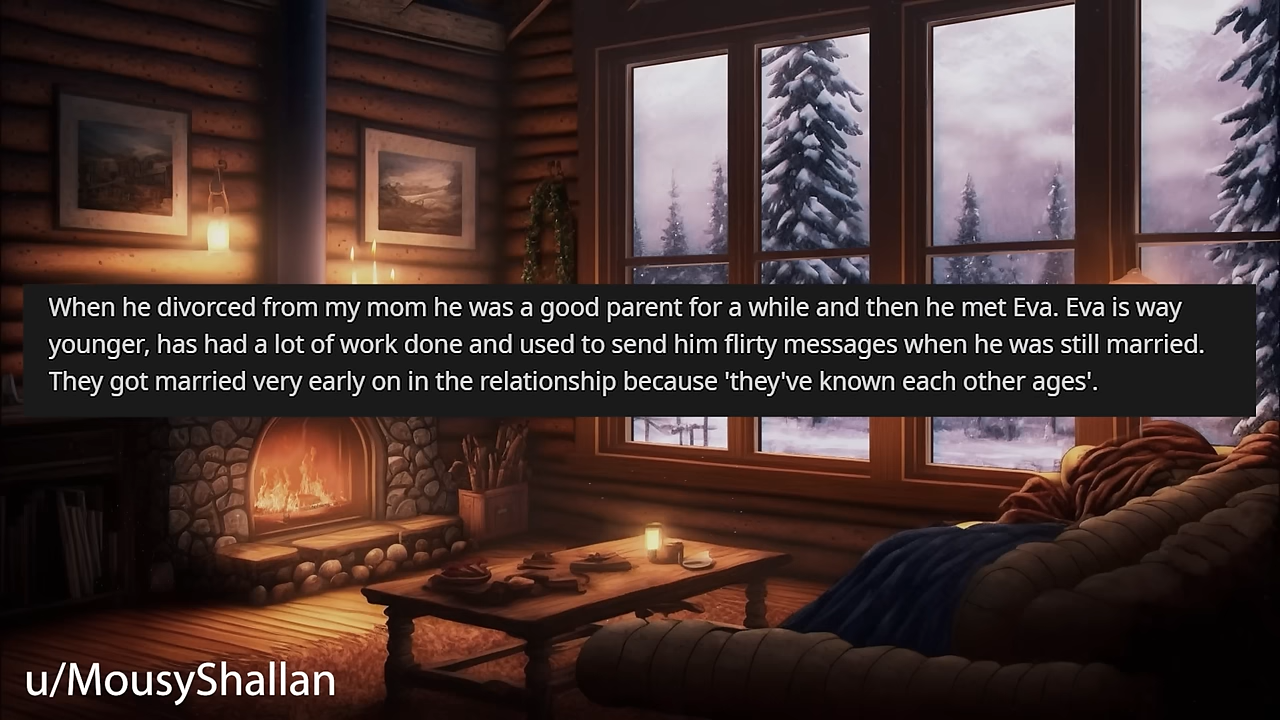 When he divorced from my mom he was a good parent for a while and then he met Eva. Eva is way
younger, has had a lot of work done and used to send him flirty messages when he was still married.
They got married very early on in the relationship because 'they've known each other ages'.
u/MousyShallan